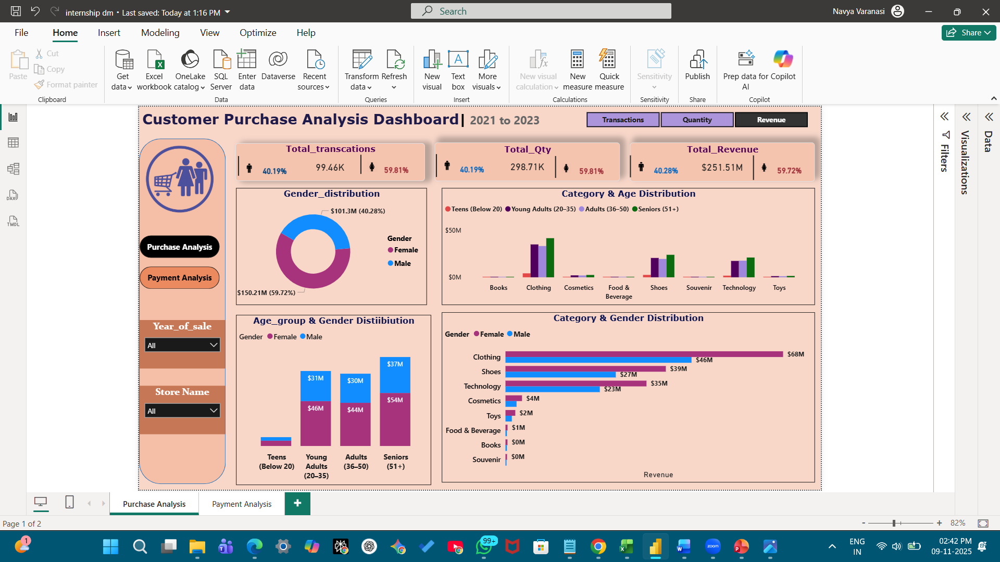 internship dm • Last saved: Today at 1:16 PM
Search
Navya Varanasi
File Home Insert Modeling View Optimize Help
Share
Paste
Cut
Copy
Format painter
Clipboard
Get data
Excel workbook
OneLake catalog
SQL Server
Enter data
Dataverse
Recent sources
Data
Transform data
Refresh
Queries
New visual
Text box
More visuals
Insert
New visual calculation
New measure
Quick measure
Calculations
Sensitivity
Sensitivity
Publish
Share
Prep data for AI
Copilot
Copilot
Customer Purchase Analysis Dashboard| 2021 to 2023
Transactions
Quantity
Revenue
Total_transcations
40.19% 99.46K 59.81%
Total_Qty
40.19% 298.71K 59.81%
Total_Revenue
40.28% $251.51M 59.72%
Purchase Analysis
Payment Analysis
Year_of_sale
All
Store Name
All
Gender_distribution
$101.3M (40.28%)
$150.21M (59.72%)
Gender
Female
Male
Category & Age Distribution
Teens (Below 20) Young Adults (20–35) Adults (36–50) Seniors (51+)
$50M
$0M
Books Clothing Cosmetics Food & Beverage Shoes Souvenir Technology Toys
Age_group & Gender Distiibiution
Gender Female Male
$31M
$46M
$30M
$44M
$37M
$54M
Teens (Below 20)
Young Adults (20–35)
Adults (36–50)
Seniors (51+)
Category & Gender Distribution
Gender Female Male
Clothing $68M $46M
Shoes $39M $27M
Technology $35M $23M
Cosmetics $4M
Toys $2M
Food & Beverage $1M
Books $0M
Souvenir $0M
Revenue
Filters
Visualizations
Data
DAX
TMDL
Purchase Analysis
Payment Analysis
Page 1 of 2
82%
1
99+
zoom
ENG
IN
02:42 PM
09-11-2025